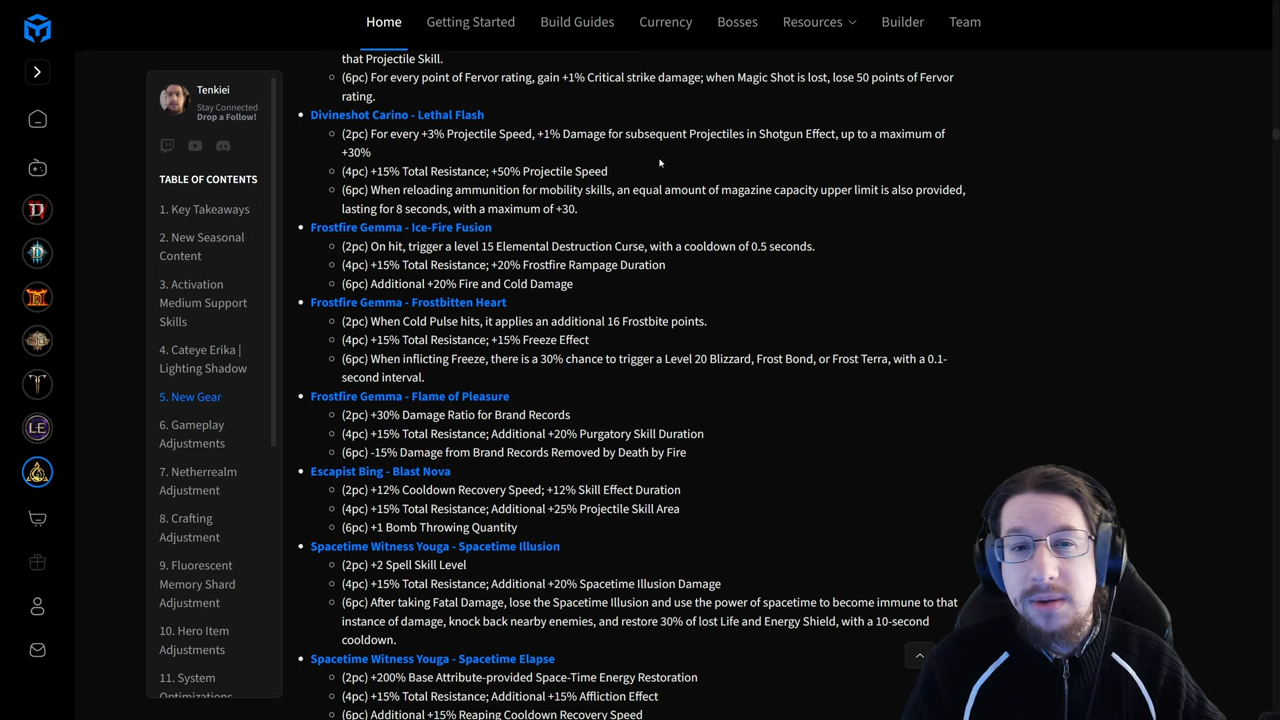 Home
Getting Started
Build Guides
Currency
Bosses
Resources
Builder
Team
Tenkiei
Stay Connected
Drop a Follow!
TABLE OF CONTENTS
1. Key Takeaways
2. New Seasonal
Content
3. Activation
Medium Support
Skills
4. Cateye Erika |
Lighting Shadow
5. New Gear
6. Gameplay
Adjustments
7. Netherrealm
Adjustment
8. Crafting
Adjustment
9. Fluorescent
Memory Shard
Adjustment
10. Hero Item
Adjustments
11. System
Optimizations
that Projectile Skill.
(6pc) For every point of Fervor rating, gain +1% Critical strike damage; when Magic Shot is lost, lose 50 points of Fervor
rating.
Divineshot Carino - Lethal Flash
(2pc) For every +3% Projectile Speed, +1% Damage for subsequent Projectiles in Shotgun Effect, up to a maximum of
+30%
(4pc) +15% Total Resistance; +50% Projectile Speed
(6pc) When reloading ammunition for mobility skills, an equal amount of magazine capacity upper limit is also provided,
lasting for 8 seconds, with a maximum of +30.
Frostfire Gemma - Ice-Fire Fusion
(2pc) On hit, trigger a level 15 Elemental Destruction Curse, with a cooldown of 0.5 seconds.
(4pc) +15% Total Resistance; +20% Frostfire Rampage Duration
(6pc) Additional +20% Fire and Cold Damage
Frostfire Gemma - Frostbitten Heart
(2pc) When Cold Pulse hits, it applies an additional 16 Frostbite points.
(4pc) +15% Total Resistance; +15% Freeze Effect
(6pc) When inflicting Freeze, there is a 30% chance to trigger a Level 20 Blizzard, Frost Bond, or Frost Terra, with a 0.1-
second interval.
Frostfire Gemma - Flame of Pleasure
(2pc) +30% Damage Ratio for Brand Records
(4pc) +15% Total Resistance; Additional +20% Purgatory Skill Duration
(6pc) -15% Damage from Brand Records Removed by Death by Fire
Escapist Bing - Blast Nova
(2pc) +12% Cooldown Recovery Speed; +12% Skill Effect Duration
(4pc) +15% Total Resistance; Additional +25% Projectile Skill Area
(6pc) +1 Bomb Throwing Quantity
Spacetime Witness Youga - Spacetime Illusion
(2pc) +2 Spell Skill Level
(4pc) +15% Total Resistance; Additional +20% Spacetime Illusion Damage
(6pc) After taking Fatal Damage, lose the Spacetime Illusion and use the power of spacetime to become immune to that
instance of damage, knock back nearby enemies, and restore 30% of lost Life and Energy Shield, with a 10-second
cooldown.
Spacetime Witness Youga - Spacetime Elapse
(2pc) +200% Base Attribute-provided Space-Time Energy Restoration
(4pc) +15% Total Resistance; Additional +15% Affliction Effect
(6pc) Additional +15% Reaping Cooldown Recovery Speed